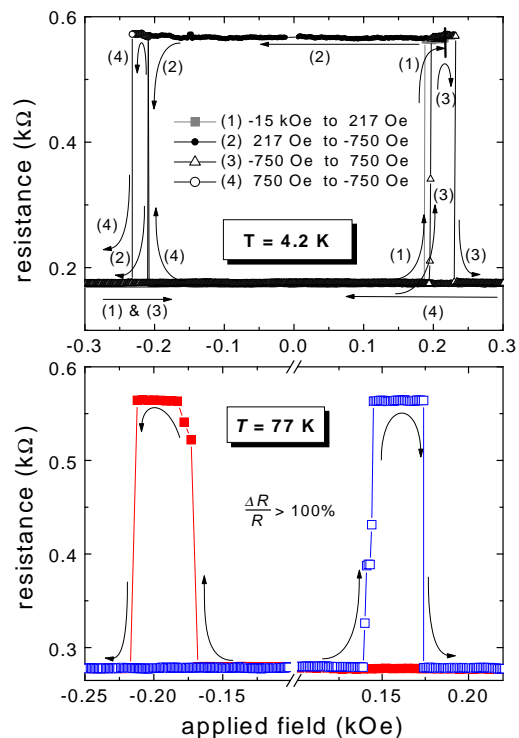 0.6
0.4
0.2
resistance (kΩ)
(4)
(2)
(2)
(1)
(3)
(1) -15 kOe to 217 Oe
(2) 217 Oe to -750 Oe
(3) -750 Oe to 750 Oe
(4) 750 Oe to -750 Oe
(3)
T = 4.2 K
(4)
(2)
(4)
(1)
(3)
(1) & (3)
(4)
-0.3 -0.2 -0.1 0.0 0.1 0.2 0.3
0.6
0.5
0.4
0.3
resistance (kΩ)
T = 77 K
ΔR/R > 100%
-0.25 -0.20 -0.15 0.15 0.20
applied field (kOe)